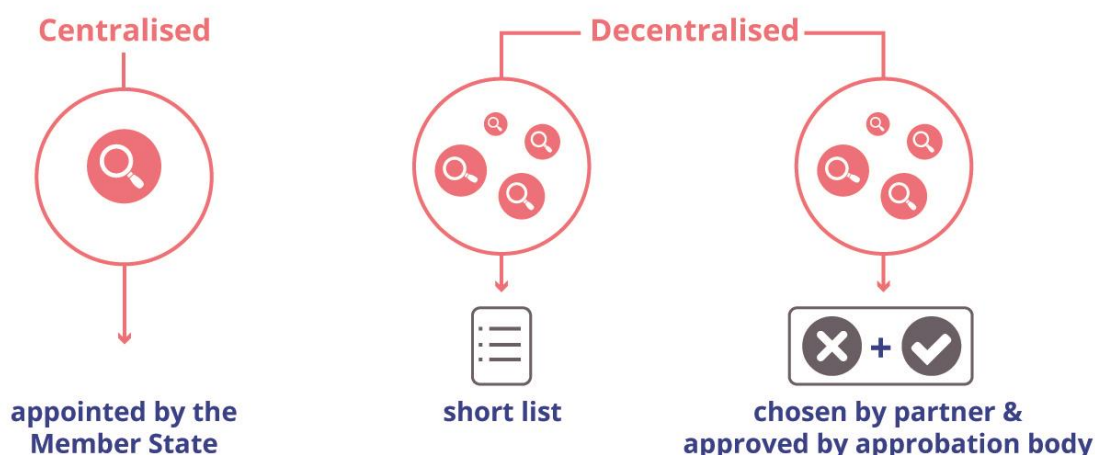 Centralised
Decentralised
+
appointed by the
Member State
short list
chosen by partner &
approved by approbation body